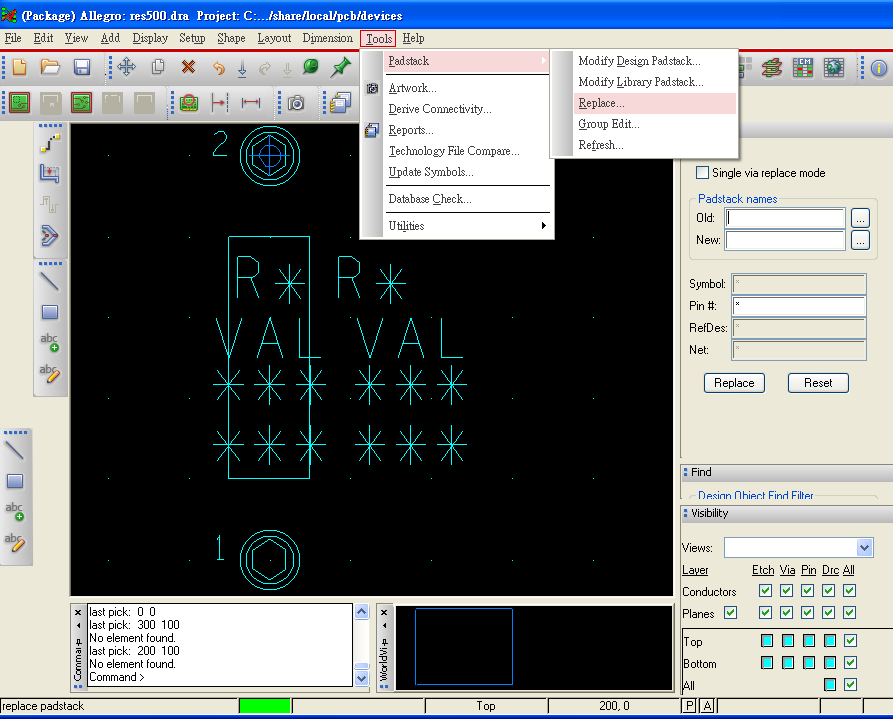 (Package) Allegro: res500.dra Project: C:.../share/local/pcb/devices
File Edit View Add Display Setup Shape Layout Dimension Tools Help
Padstack
Artwork...
Derive Connectivity...
Reports...
Technology File Compare...
Update Symbols...
Database Check...
Utilities
Modify Design Padstack...
Modify Library Padstack...
Replace...
Group Edit...
Refresh...
CM
i
abc
abc
abc
abc
2
R* R*
VAL VAL
*** ***
*** ***
1
Single via replace mode
Padstack names
Old: ...
New: ...
Symbol: *
Pin #: *
RefDes: *
Net: *
Replace Reset
Find
Design Object Find Filter
Visibility
Views:
Layer Etch Via Pin Drc All
Conductors
Planes
Top
Bottom
All
Command
last pick: 0 0
last pick: 300 100
No element found.
last pick: 200 100
No element found.
Command >
replace padstack Top 200, 0 P A